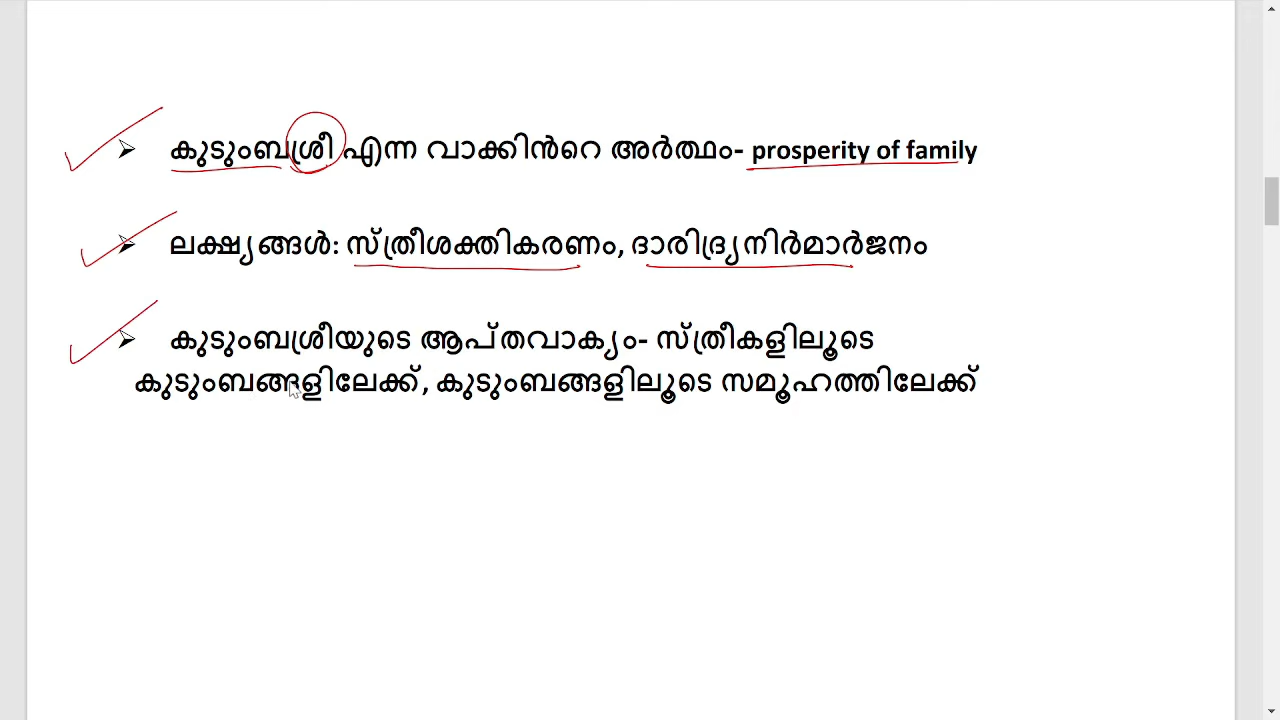 കുടുംബശ്രീ എന്ന വാക്കിൻറെ അർത്ഥം- prosperity of family
ലക്ഷ്യങ്ങൾ: സ്ത്രീശക്തികരണം, ദാരിദ്ര്യനിർമാർജനം
കുടുംബശ്രീയുടെ ആപ്തവാക്യം- സ്ത്രീകളിലൂടെ
കുടുംബങ്ങളിലേക്ക്, കുടുംബങ്ങളിലൂടെ സമൂഹത്തിലേക്ക്